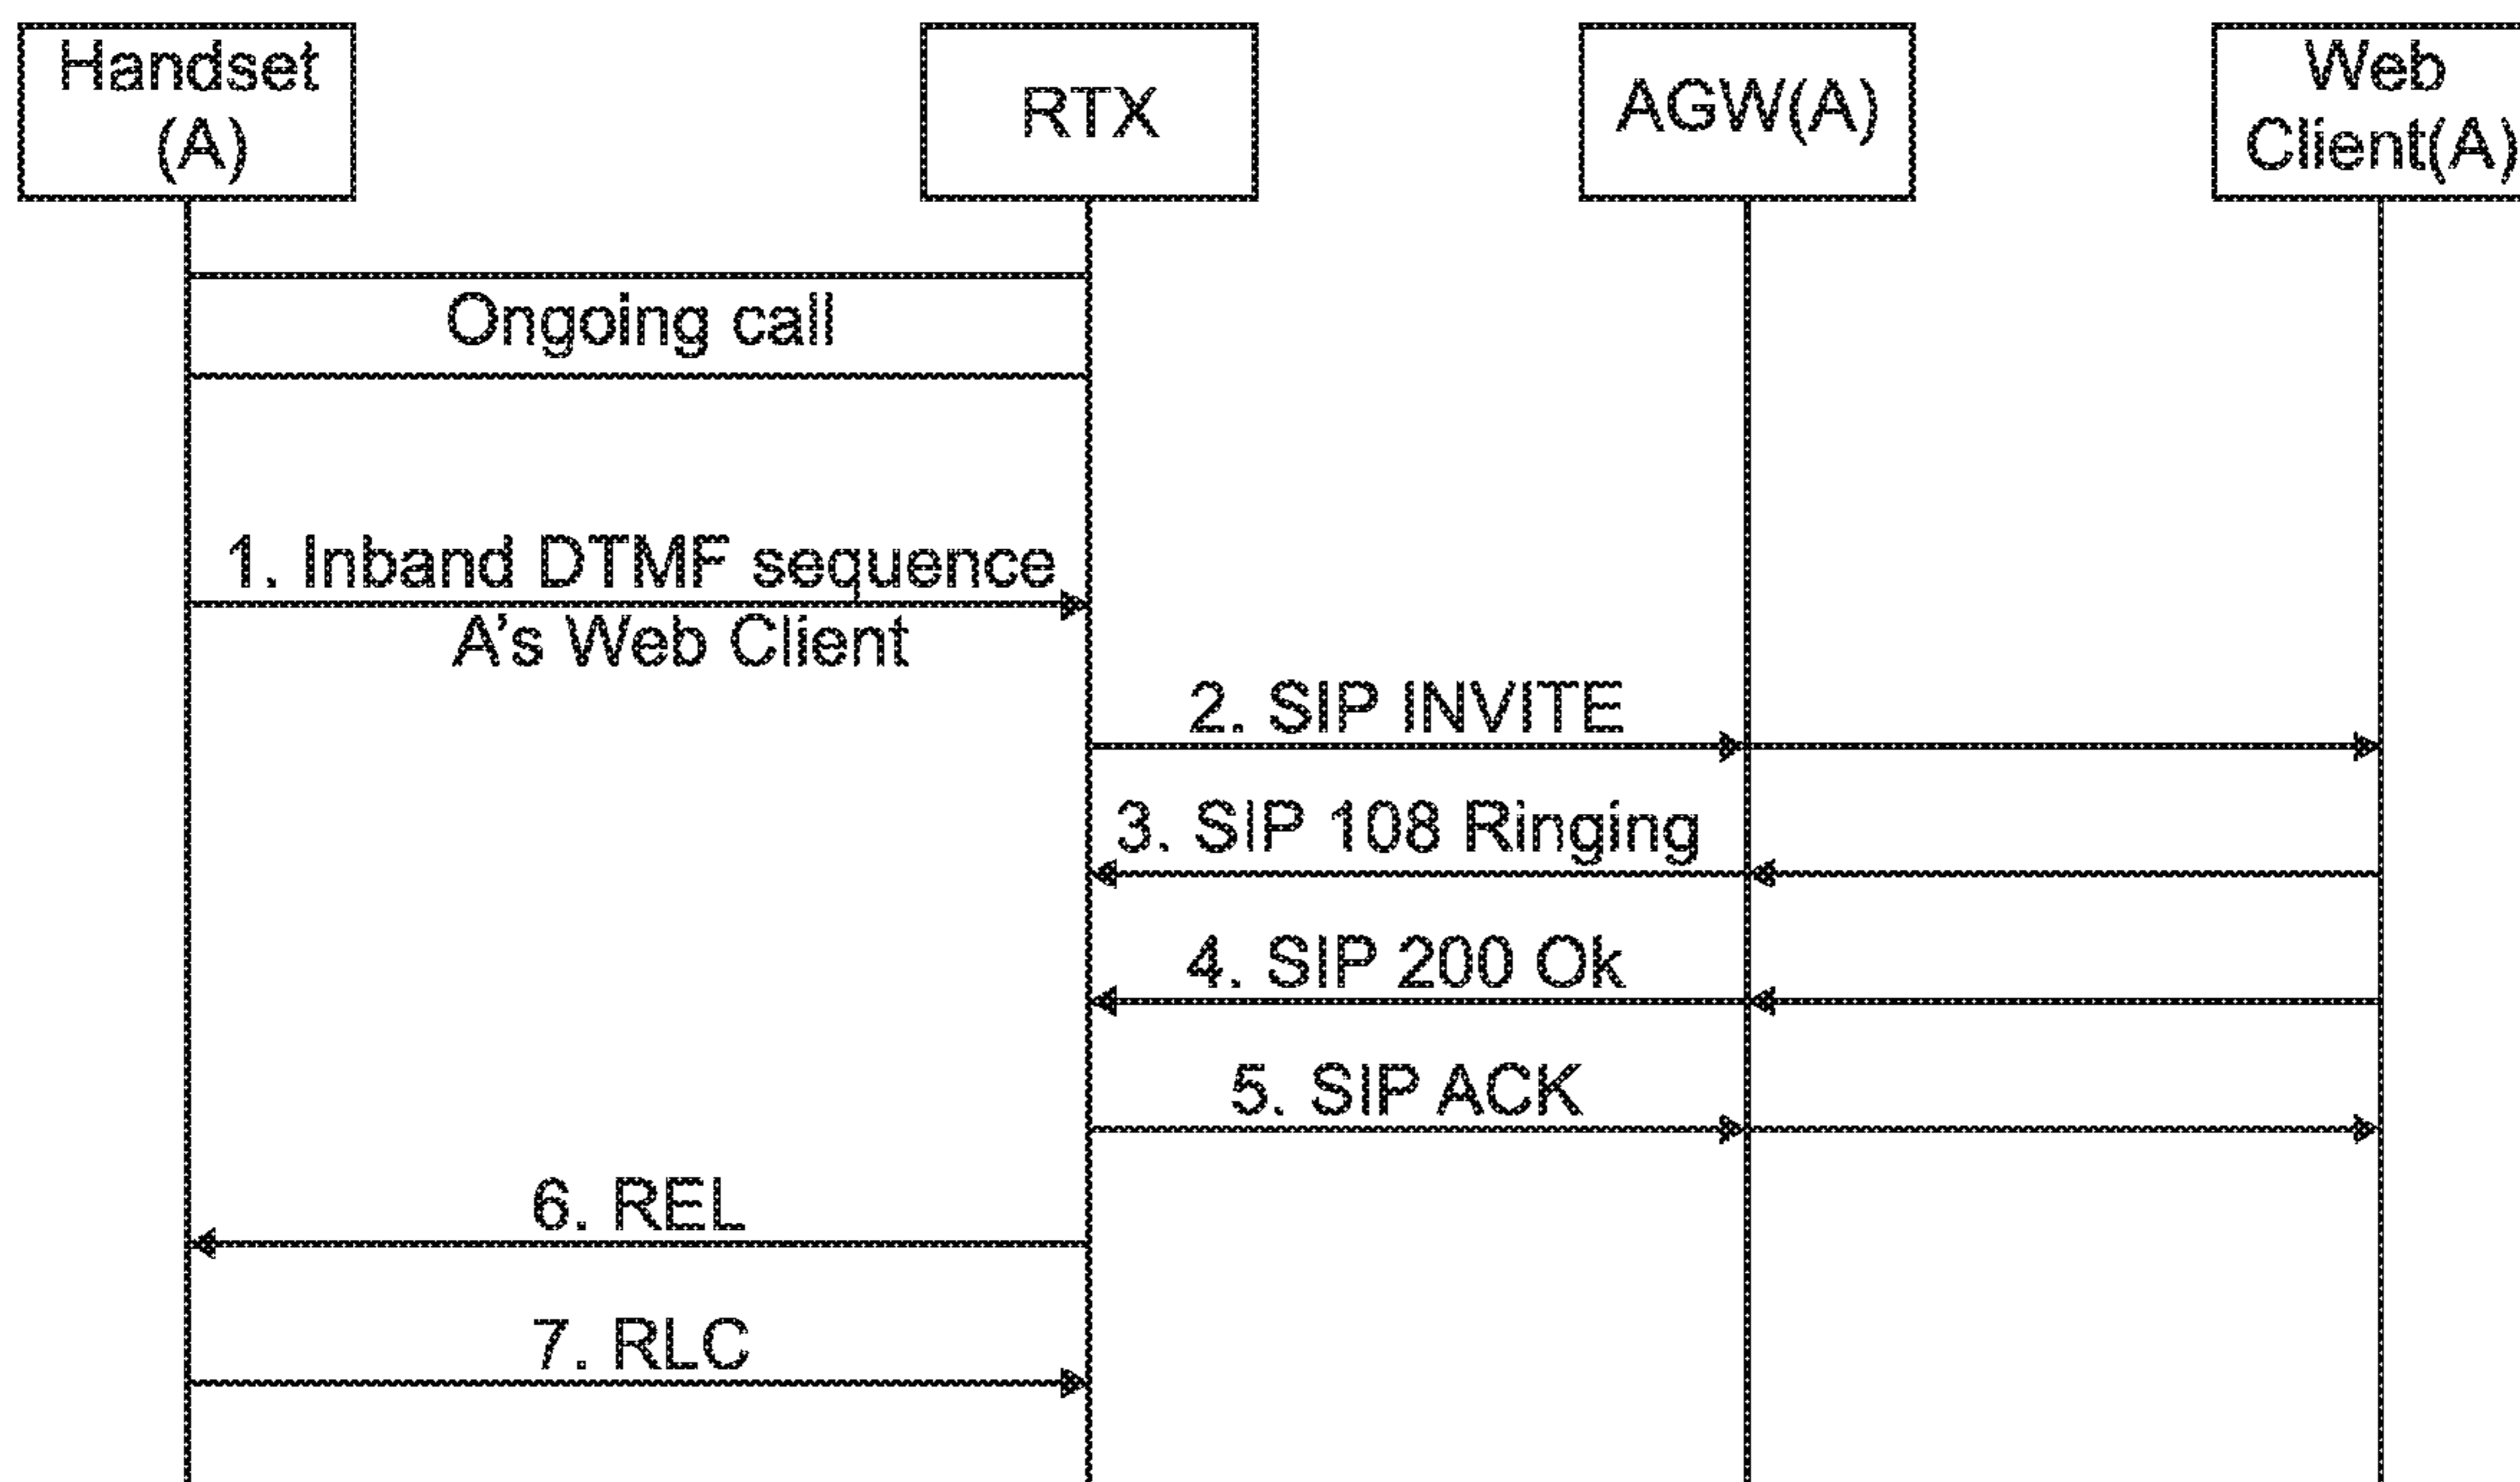 Handset
(A)
RTX
AGW(A)
Web
Client(A)
Ongoing call
1. Inband DTMF sequence
A's Web Client
2. SIP INVITE
3. SIP 108 Ringing
4. SIP 200 Ok
5. SIP ACK
6. REL
7. RLC